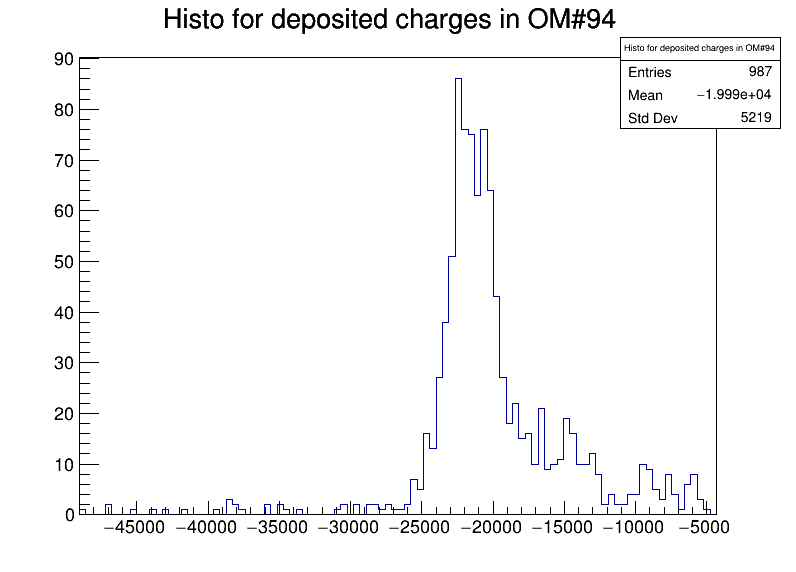 Histo for deposited charges in OM#94
Histo for deposited charges in OM#94
Entries 987
Mean −1.999e+04
Std Dev 5219
90
80
70
60
50
40
30
20
10
0
−45000 −40000 −35000 −30000 −25000 −20000 −15000 −10000 −5000